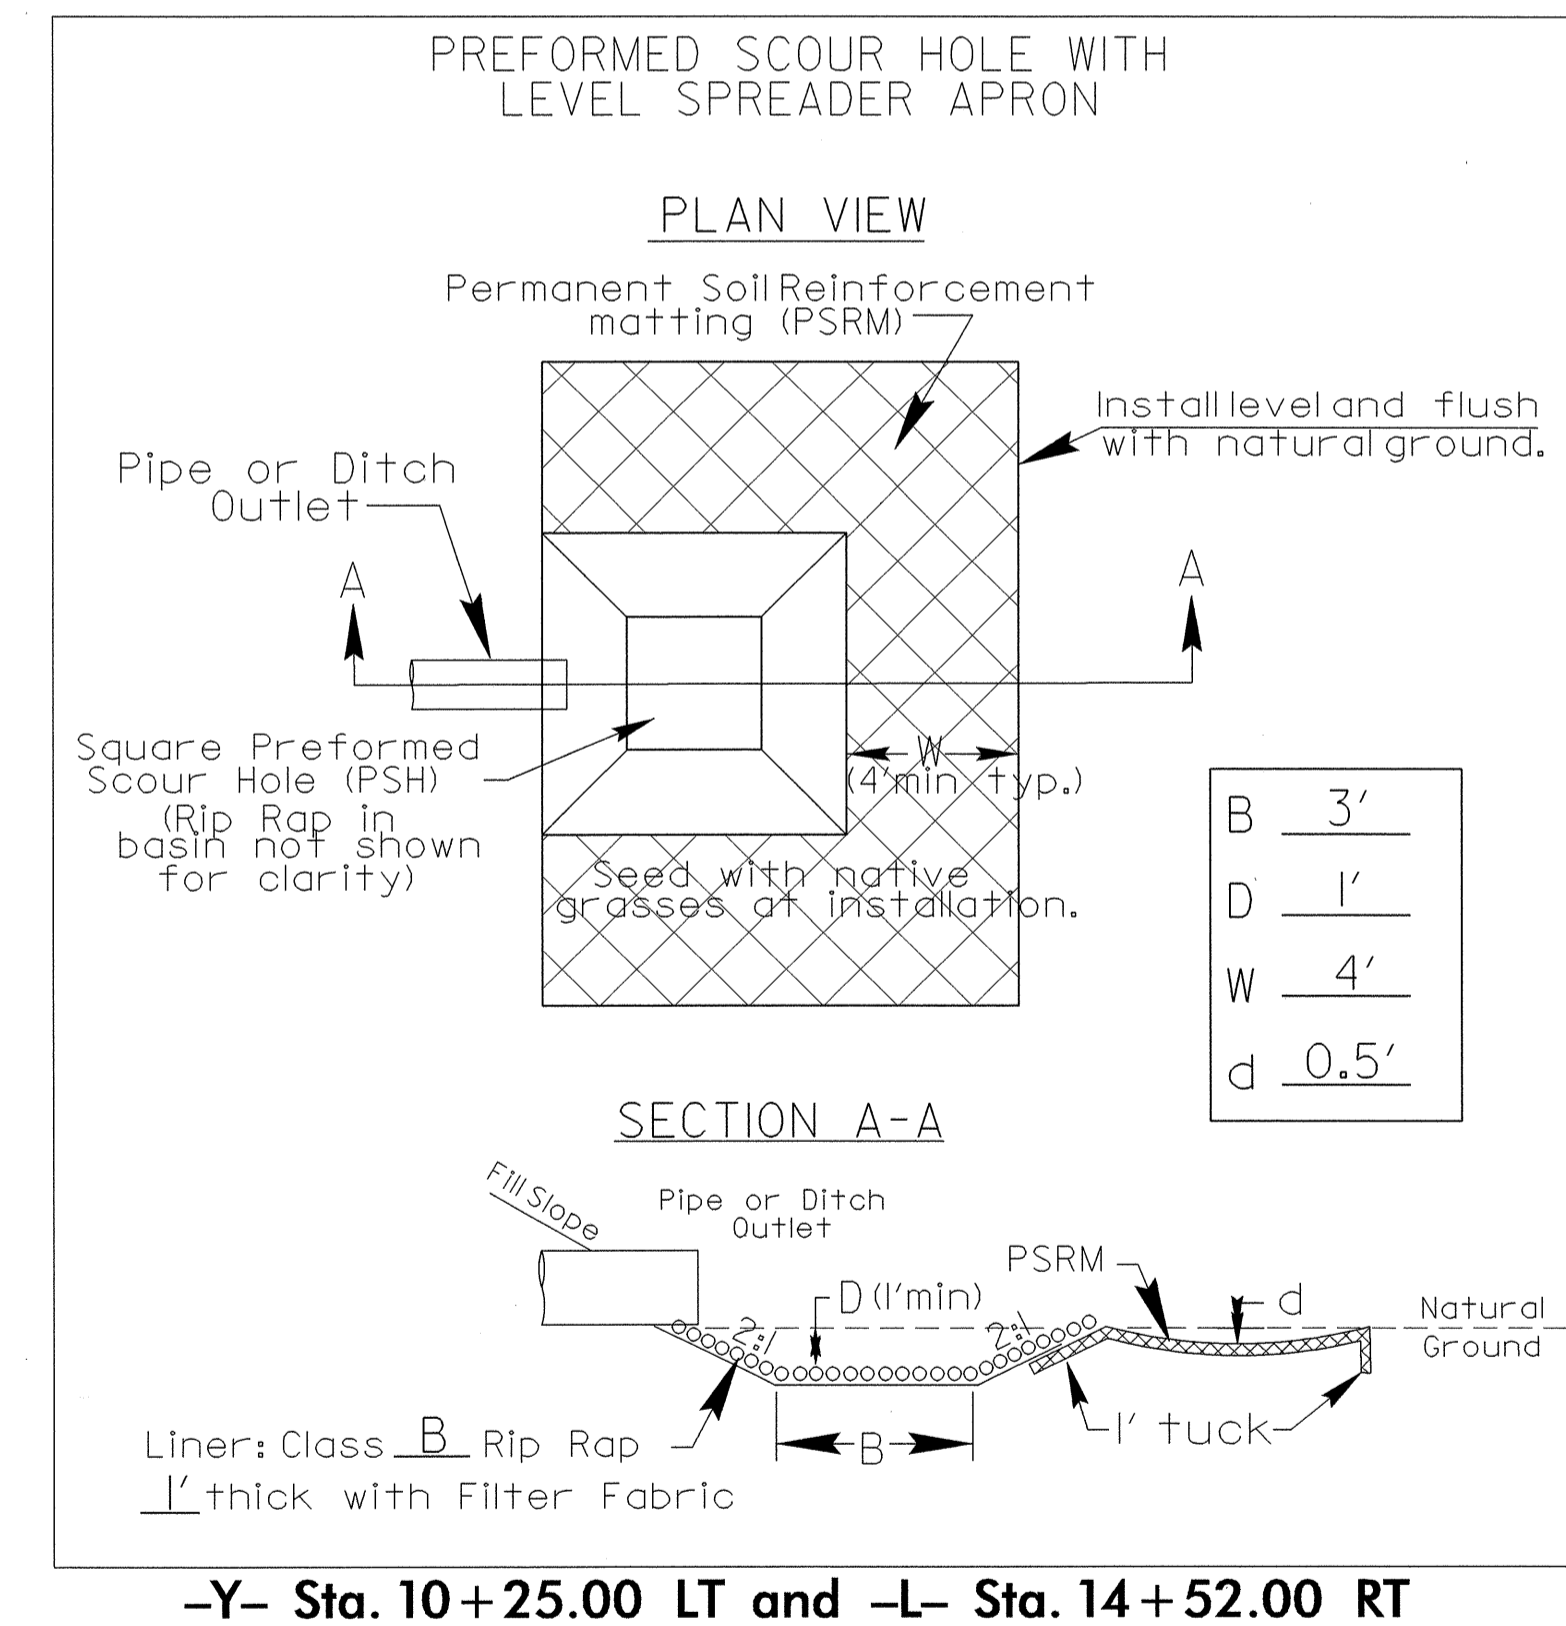 PREFORMED SCOUR HOLE WITH
LEVEL SPREADER APRON
PLAN VIEW
Permanent Soil Reinforcement
matting (PSRM)
Install level and flush
with natural ground.
Pipe or Ditch
Outlet
A
A
Square Preformed
Scour Hole (PSH)
(Rip Rap in
basin not shown
for clarity)
W
(4' min typ.)
Seed with native
grasses at installation.
B 3'
D 1'
W 4'
d 0.5'
SECTION A-A
Fill Slope
Pipe or Ditch
Outlet
PSRM
D (1' min)
d
2:1
2:1
Natural
Ground
1' tuck
B
Liner: Class B Rip Rap
1' thick with Filter Fabric
-Y- Sta. 10+25.00 LT and -L- Sta. 14+52.00 RT